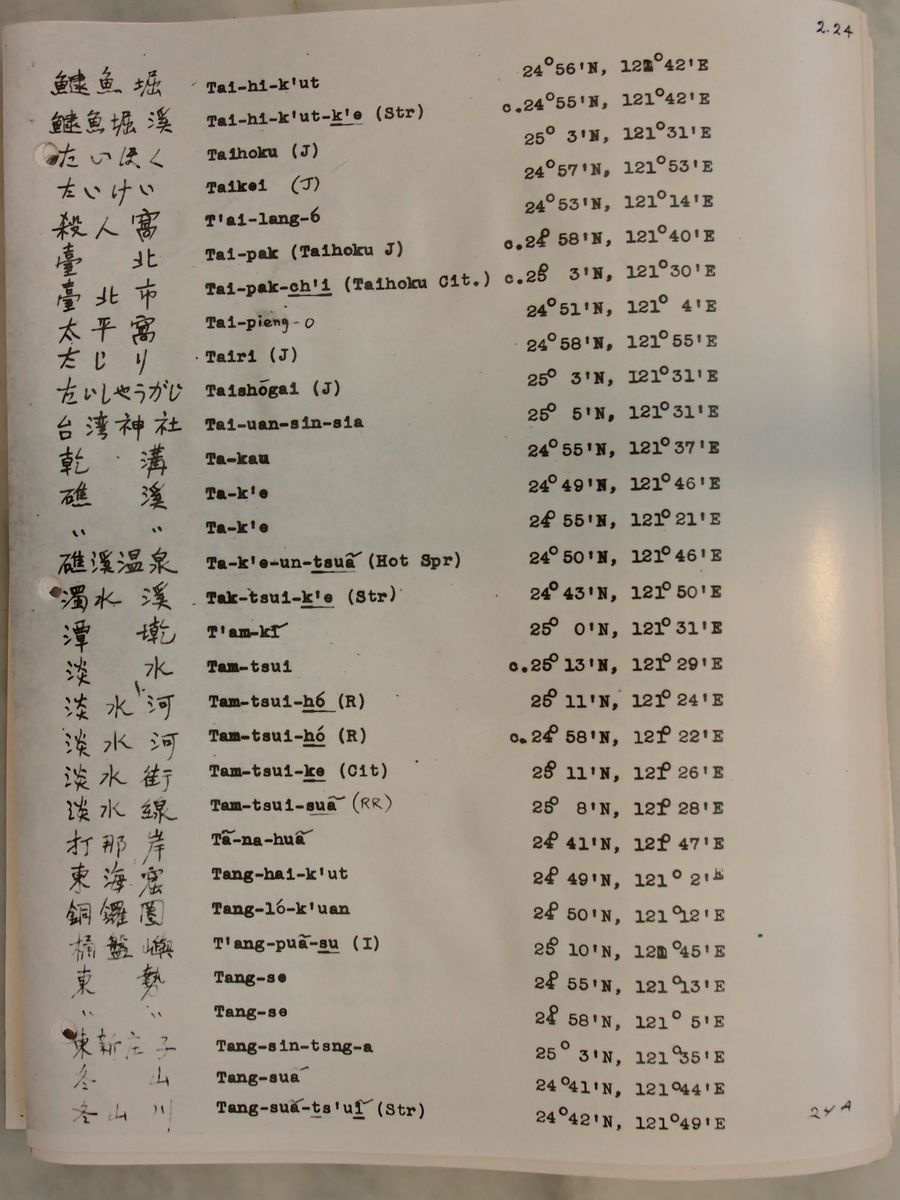 2.24
鱸魚堀 Tai-hi-k'ut 24°56'N, 121°42'E
鱸魚堀溪 Tai-hi-k'ut-k'e (Str) c.24°55'N, 121°42'E
たいほく Taihoku (J) 25° 3'N, 121°31'E
たいけい Taikei (J) 24°57'N, 121°53'E
殺人窩 T'ai-lang-ó 24°53'N, 121°14'E
臺北 Tai-pak (Taihoku J) c.24° 58'N, 121°40'E
臺北市 Tai-pak-ch'i (Taihoku Cit.) c.25° 3'N, 121°30'E
太平窩 Tai-pieng-o 24°51'N, 121° 4'E
たじり Tairi (J) 24°58'N, 121°55'E
たいしやうがい Taishōgai (J) 25° 3'N, 121°31'E
台湾神社 Tai-uan-sin-sia 25° 5'N, 121°31'E
乾溝 Ta-kau 24°55'N, 121°37'E
礁溪 Ta-k'e 24°49'N, 121°46'E
〃 〃 Ta-k'e 24° 55'N, 121°21'E
礁溪温泉 Ta-k'e-un-tsuã (Hot Spr) 24°50'N, 121°46'E
濁水溪 Tak-tsui-k'e (Str) 24°43'N, 121°50'E
潭墘 T'am-kĩ 25° 0'N, 121°31'E
淡水 Tam-tsui c.25°13'N, 121°29'E
淡水河 Tam-tsui-hó (R) 25° 11'N, 121° 24'E
淡水河 Tam-tsui-hó (R) c.24° 58'N, 121° 22'E
淡水街 Tam-tsui-ke (Cit) 25° 11'N, 121° 26'E
淡水線 Tam-tsui-suã (RR) 25° 8'N, 121° 28'E
打那岸 Tã-na-huã 24° 41'N, 121° 47'E
東海窟 Tang-hai-k'ut 24° 49'N, 121° 2'E
銅鑼圈 Tang-ló-k'uan 24° 50'N, 121°12'E
桶盤嶼 T'ang-puã-su (I) 25° 10'N, 121°45'E
東勢 Tang-se 24° 55'N, 121°13'E
〃 〃 Tang-se 24° 58'N, 121° 5'E
東新庄子 Tang-sin-tsng-a 25° 3'N, 121°35'E
冬山 Tang-suã 24°41'N, 121°44'E
冬山川 Tang-suã-ts'uĩ (Str) 24°42'N, 121°49'E
24A